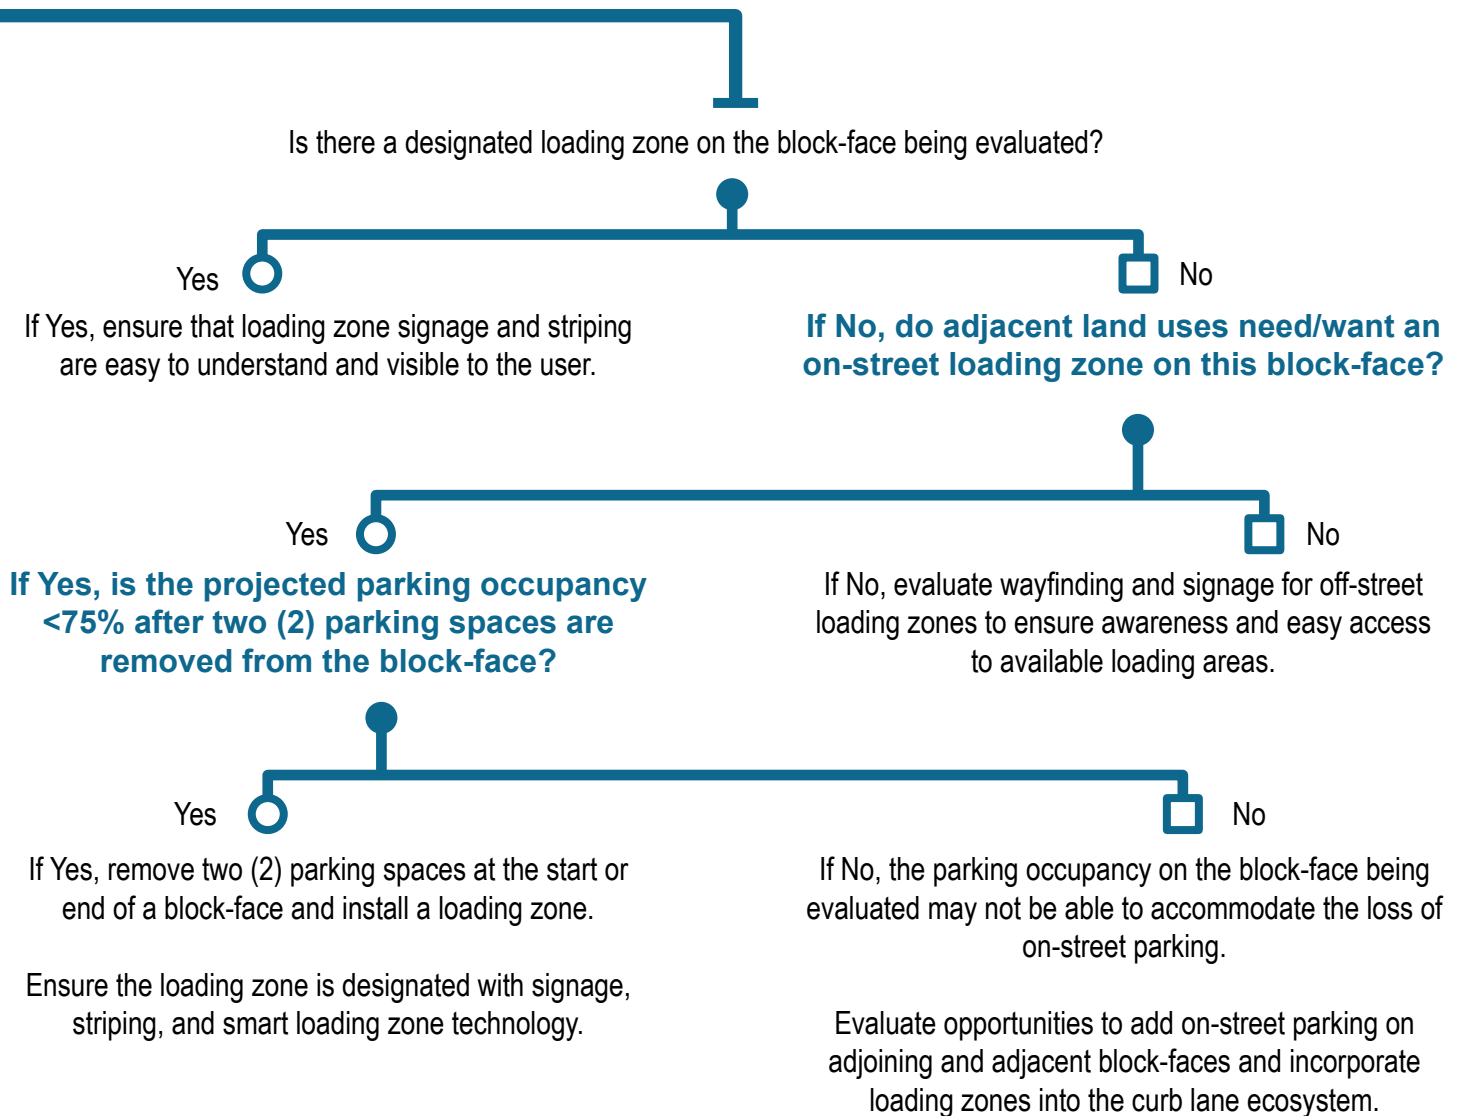 Is there a designated loading zone on the block-face being evaluated?
Yes
If Yes, ensure that loading zone signage and striping
are easy to understand and visible to the user.
No
If No, do adjacent land uses need/want an
on-street loading zone on this block-face?
Yes
If Yes, is the projected parking occupancy
<75% after two (2) parking spaces are
removed from the block-face?
No
If No, evaluate wayfinding and signage for off-street
loading zones to ensure awareness and easy access
to available loading areas.
Yes
If Yes, remove two (2) parking spaces at the start or
end of a block-face and install a loading zone.
Ensure the loading zone is designated with signage,
striping, and smart loading zone technology.
No
If No, the parking occupancy on the block-face being
evaluated may not be able to accommodate the loss of
on-street parking.
Evaluate opportunities to add on-street parking on
adjoining and adjacent block-faces and incorporate
loading zones into the curb lane ecosystem.